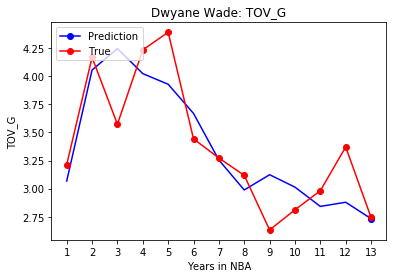 Dwyane Wade: TOV_G
Prediction
True
TOV_G
4.25
4.00
3.75
3.50
3.25
3.00
2.75
1 2 3 4 5 6 7 8 9 10 11 12 13
Years in NBA